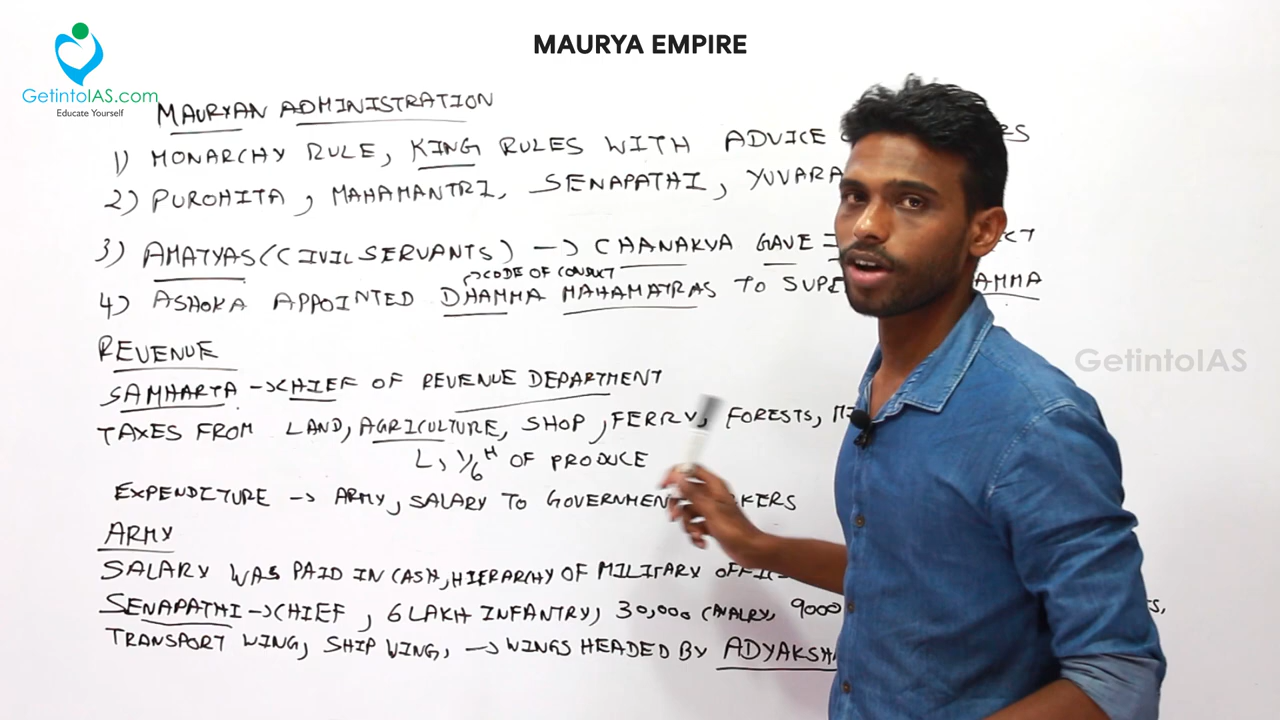 MAURYA EMPIRE
GetintoIAS.com
Educate Yourself
MAURYAN ADMINISTRATION
1) MONARCHY RULE, KING RULES WITH ADVICE
2) PUROHITA, MAHAMANTRI, SENAPATHI,
3) AMATYAS (CIVIL SERVANTS) → CHANAKYA GAVE
CODE OF CONDUCT
4) ASHOKA APPOINTED DHAMMA MAHAMATRAS TO
REVENUE
SAMHARTA → CHIEF OF REVENUE DEPARTMENT
GetintoIAS
TAXES FROM LAND, AGRICULTURE, SHOP, FERRY, FORESTS,
1/6TH OF PRODUCE
EXPENDITURE → ARMY, SALARY TO
ARMY
SALARY WAS PAID IN CASH, HIERARCHY OF MILITARY
SENAPATHI → CHIEF, 6 LAKH INFANTRY, 30,000 CAVALRY, 9000
TRANSPORT WING, SHIP WING, → WINGS HEADED BY